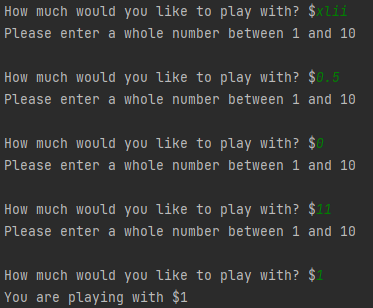 How much would you like to play with? $xlii
Please enter a whole number between 1 and 10
How much would you like to play with? $0.5
Please enter a whole number between 1 and 10
How much would you like to play with? $0
Please enter a whole number between 1 and 10
How much would you like to play with? $11
Please enter a whole number between 1 and 10
How much would you like to play with? $1
You are playing with $1